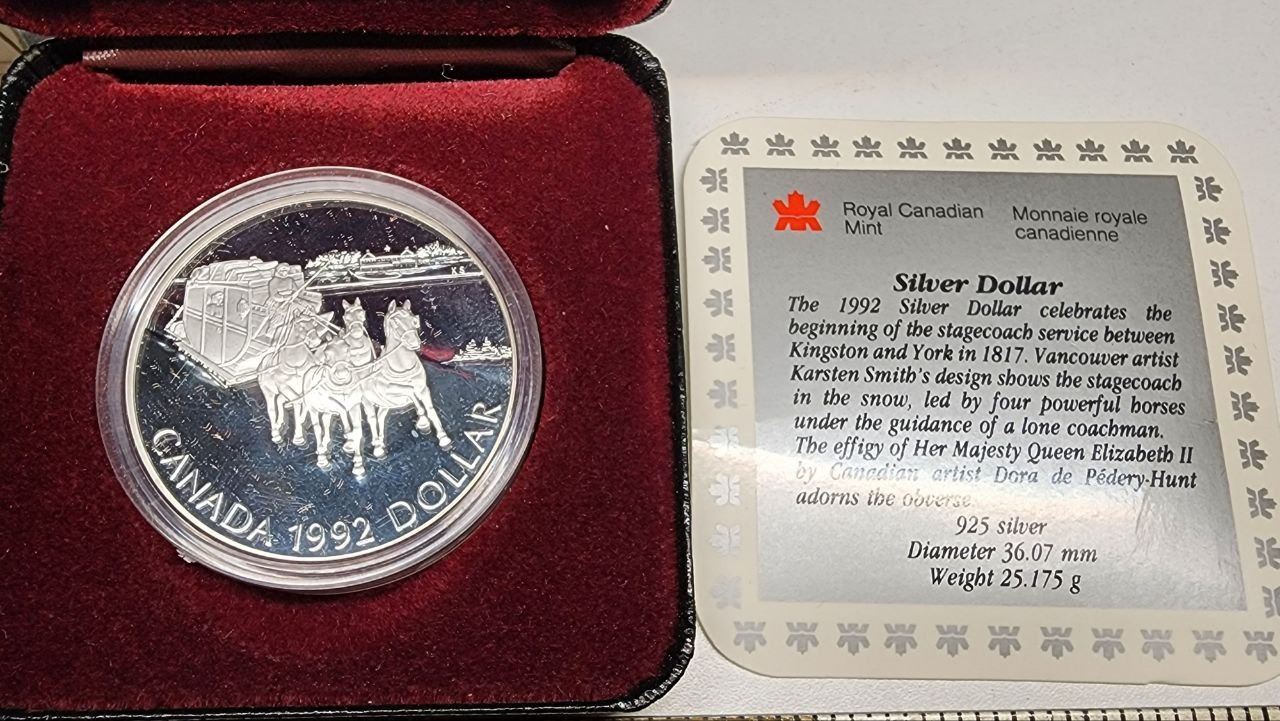 KS
CANADA 1992 DOLLAR
Royal Canadian
Mint
Monnaie royale
canadienne
Silver Dollar
The 1992 Silver Dollar celebrates the
beginning of the stagecoach service between
Kingston and York in 1817. Vancouver artist
Karsten Smith's design shows the stagecoach
in the snow, led by four powerful horses
under the guidance of a lone coachman.
The effigy of Her Majesty Queen Elizabeth II
by Canadian artist Dora de Pédery-Hunt
adorns the obverse.
925 silver
Diameter 36.07 mm
Weight 25.175 g